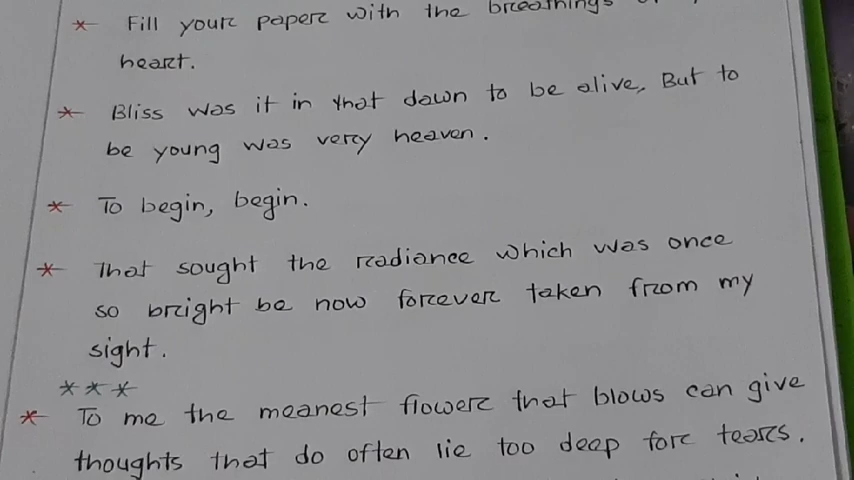 * Fill your paper with the breathings
heart.
* Bliss was it in that dawn to be alive. But to
be young was very heaven.
* To begin, begin.
* That sought the radiance which was once
so bright be now forever taken from my
sight.
***
* To me the meanest flower that blows can give
thoughts that do often lie too deep for tears.